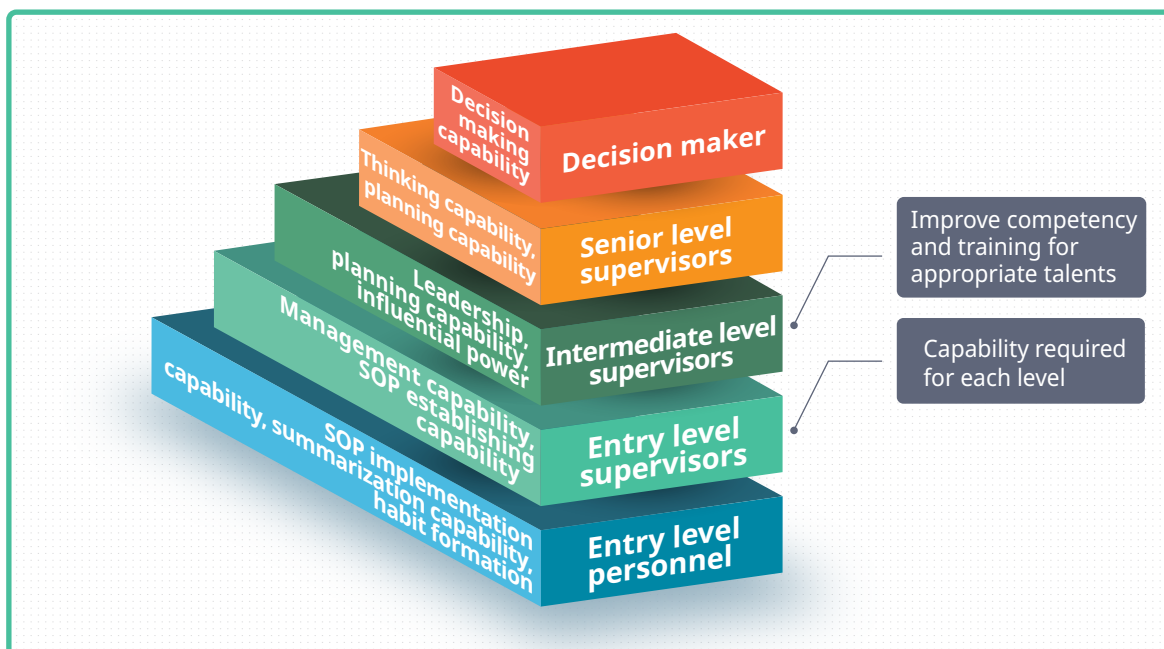 Decision
making
capability
Decision maker
Thinking capability,
planning capability
Senior level
supervisors
Leadership,
planning capability,
influential power
Intermediate level
supervisors
Management capability,
SOP establishing
capability
Entry level
supervisors
SOP implementation
capability, summarization capability,
habit formation
Entry level
personnel
Improve competency
and training for
appropriate talents
Capability required
for each level